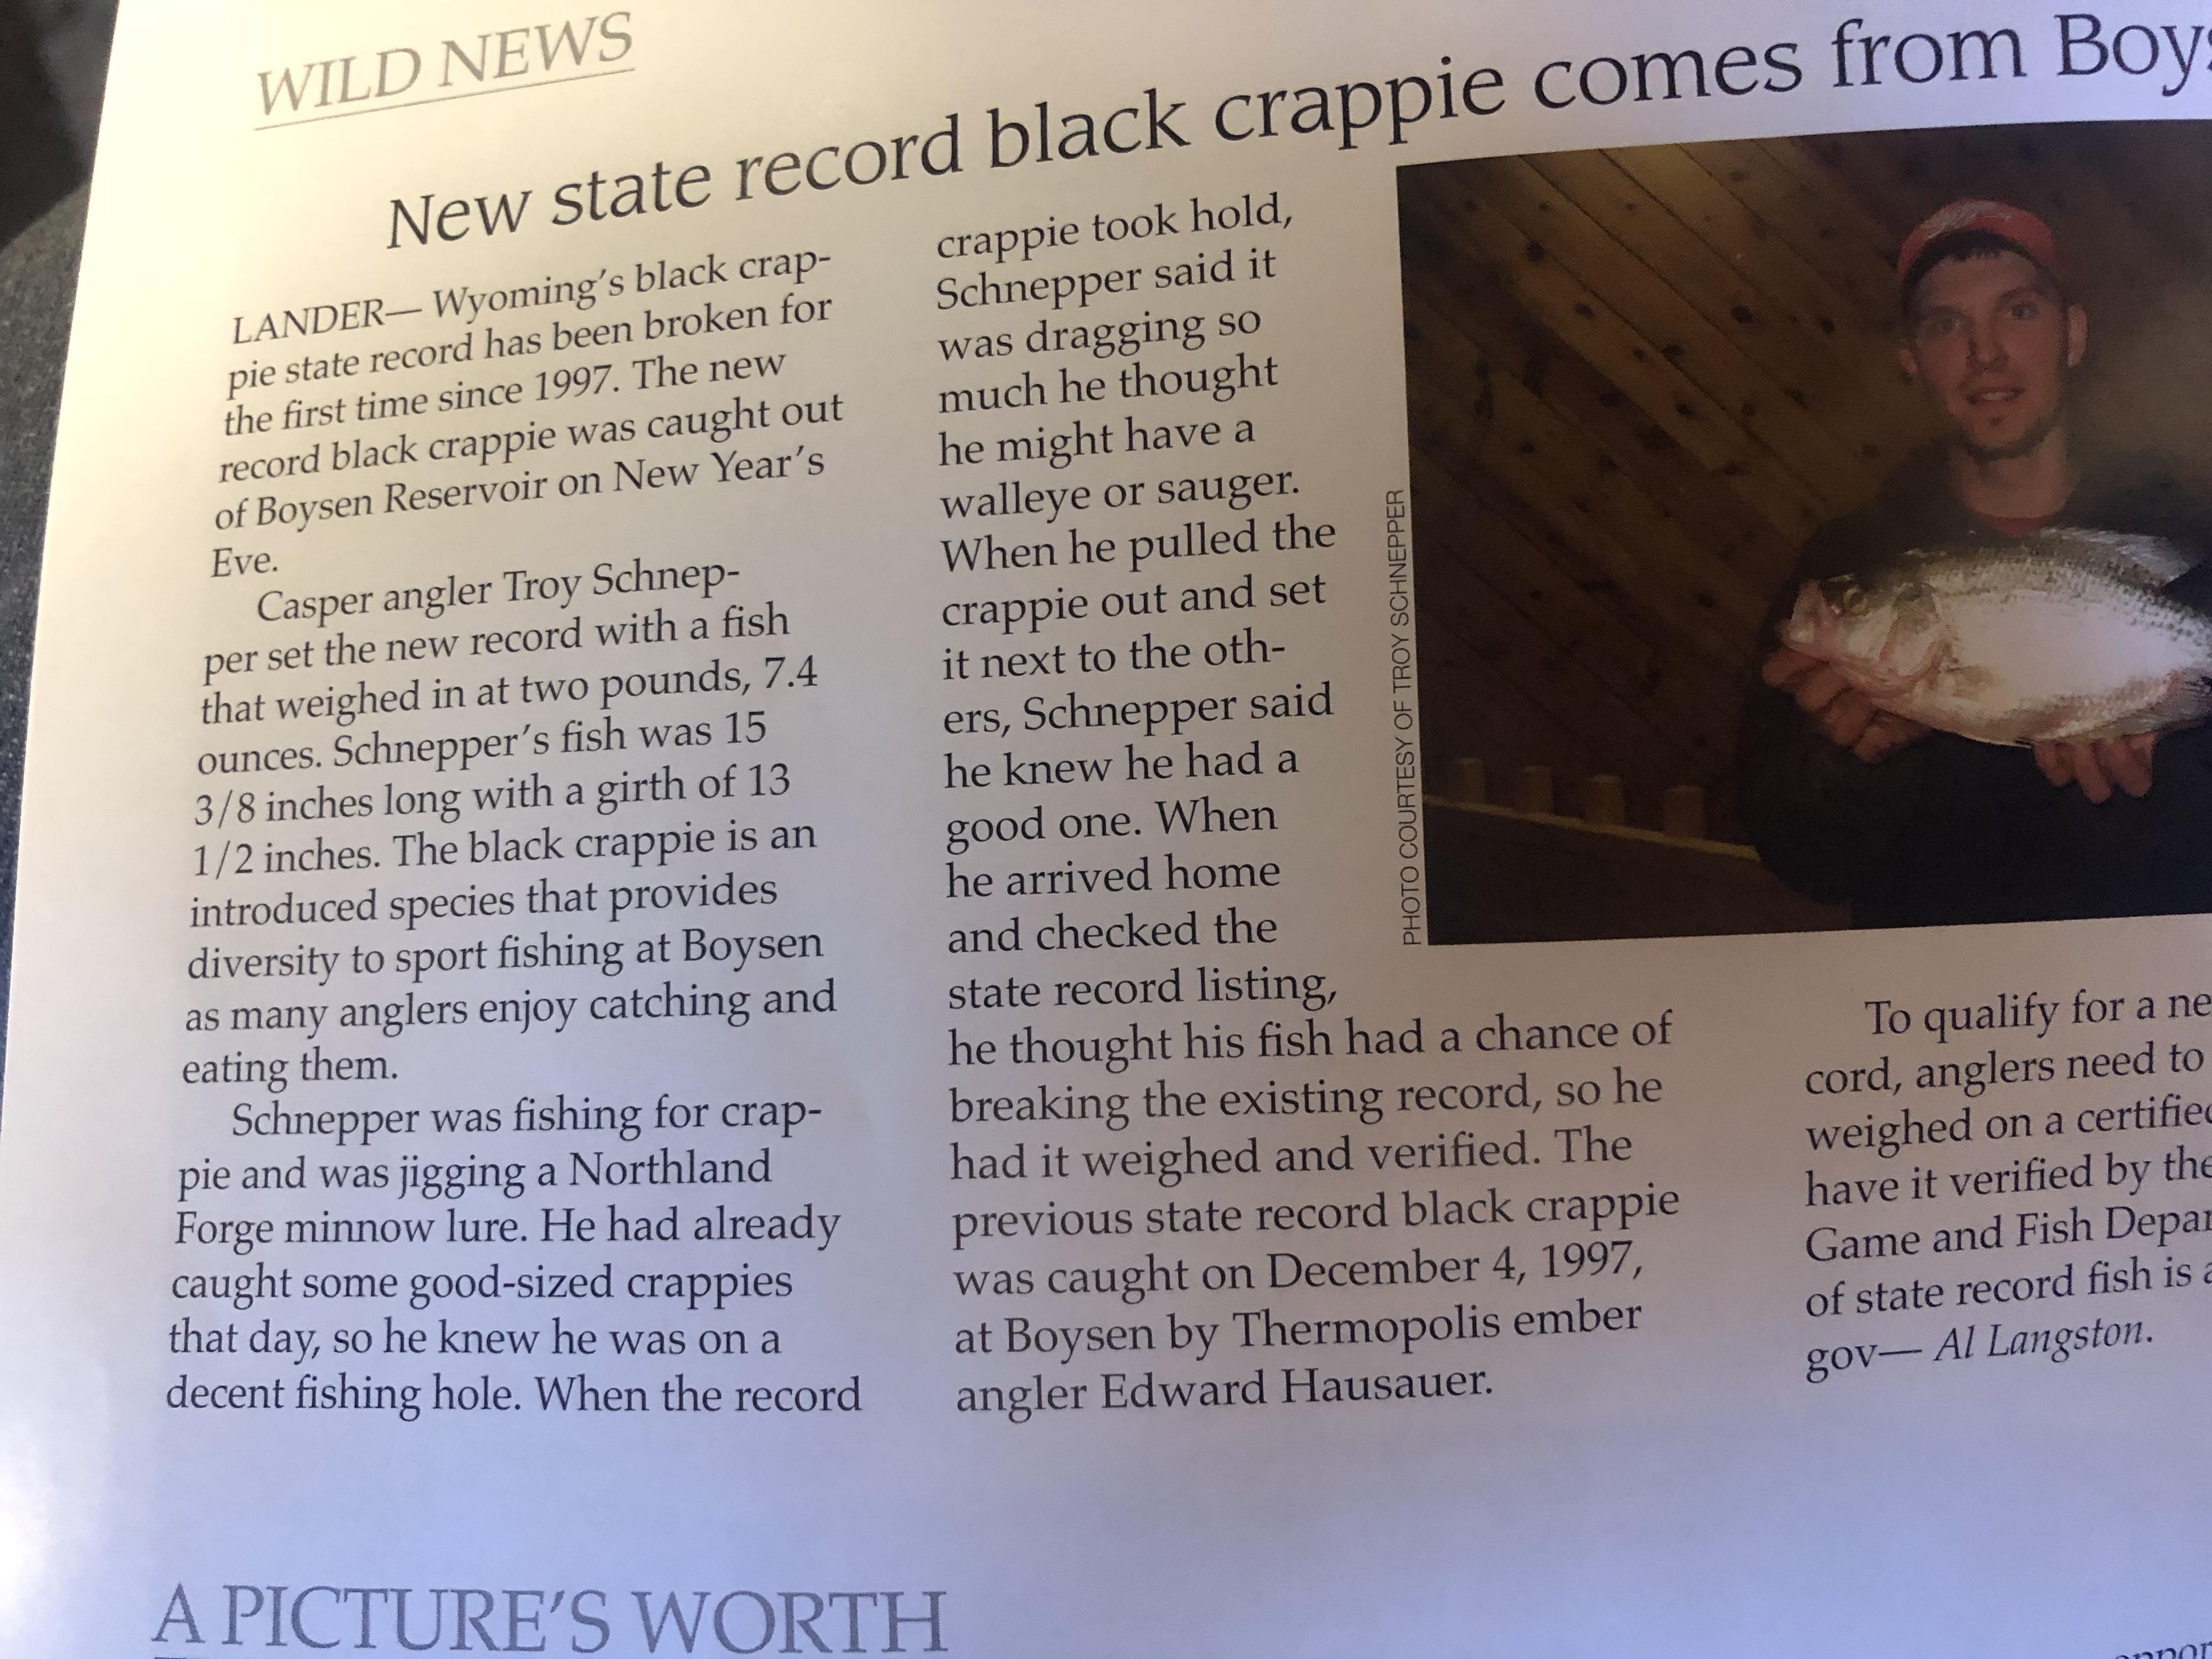 WILD NEWS
New state record black crappie comes from Boys
LANDER— Wyoming's black crap-
pie state record has been broken for
the first time since 1997. The new
record black crappie was caught out
of Boysen Reservoir on New Year's
Eve.
Casper angler Troy Schnep-
per set the new record with a fish
that weighed in at two pounds, 7.4
ounces. Schnepper's fish was 15
3/8 inches long with a girth of 13
1/2 inches. The black crappie is an
introduced species that provides
diversity to sport fishing at Boysen
as many anglers enjoy catching and
eating them.
Schnepper was fishing for crap-
pie and was jigging a Northland
Forge minnow lure. He had already
caught some good-sized crappies
that day, so he knew he was on a
decent fishing hole. When the record
crappie took hold,
Schnepper said it
was dragging so
much he thought
he might have a
walleye or sauger.
When he pulled the
crappie out and set
it next to the oth-
ers, Schnepper said
he knew he had a
good one. When
he arrived home
and checked the
state record listing,
he thought his fish had a chance of
breaking the existing record, so he
had it weighed and verified. The
previous state record black crappie
was caught on December 4, 1997,
at Boysen by Thermopolis ember
angler Edward Hausauer.
PHOTO COURTESY OF TROY SCHNEPPER
To qualify for a ne
cord, anglers need to
weighed on a certifie
have it verified by the
Game and Fish Depar
of state record fish is a
gov— Al Langston.
A PICTURE'S WORTH